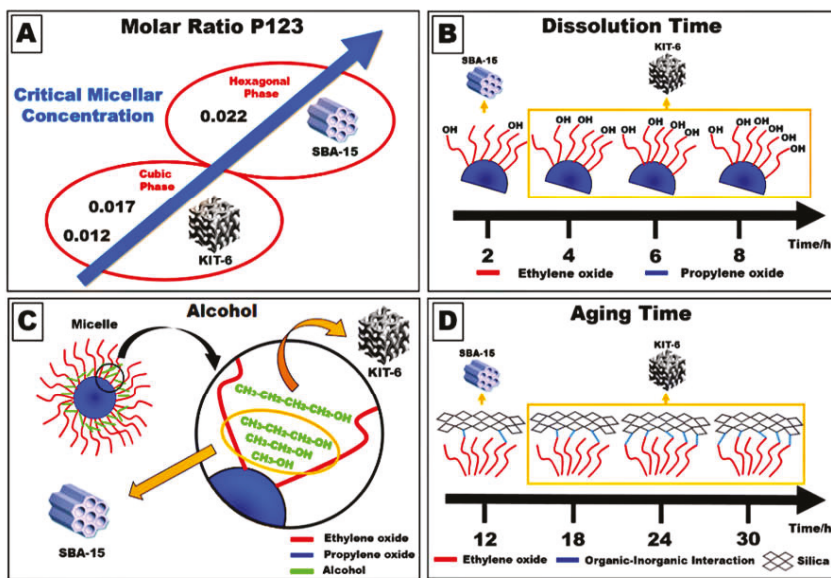 A
Molar Ratio P123
Critical Micellar
Concentration
Hexagonal
Phase
0.022
SBA-15
Cubic
Phase
0.017
0.012
KIT-6
B
Dissolution Time
SBA-15
KIT-6
OH
OH
OH
OH
OH
OH
OH
OH
OH
OH
OH
OH
OH
OH
2
4
6
8
Time/h
Ethylene oxide
Propylene oxide
C
Alcohol
Micelle
KIT-6
CH₃-CH₂-CH₂-CH₂-OH
CH₃-CH₂-CH₂-OH
CH₃-CH₂-OH
CH₃-OH
SBA-15
Ethylene oxide
Propylene oxide
Alcohol
D
Aging Time
SBA-15
KIT-6
12
18
24
30
Time/h
Ethylene oxide
Organic-Inorganic Interaction
Silica